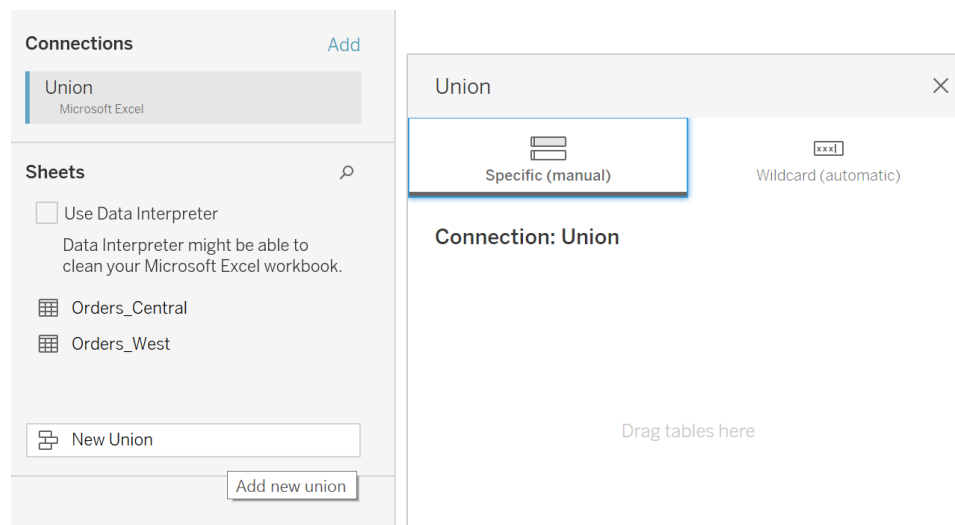 Connections
Add
Union
Microsoft Excel
Sheets
Use Data Interpreter
Data Interpreter might be able to
clean your Microsoft Excel workbook.
Orders_Central
Orders_West
New Union
Add new union
Union
xxx
Specific (manual)
Wildcard (automatic)
Connection: Union
Drag tables here